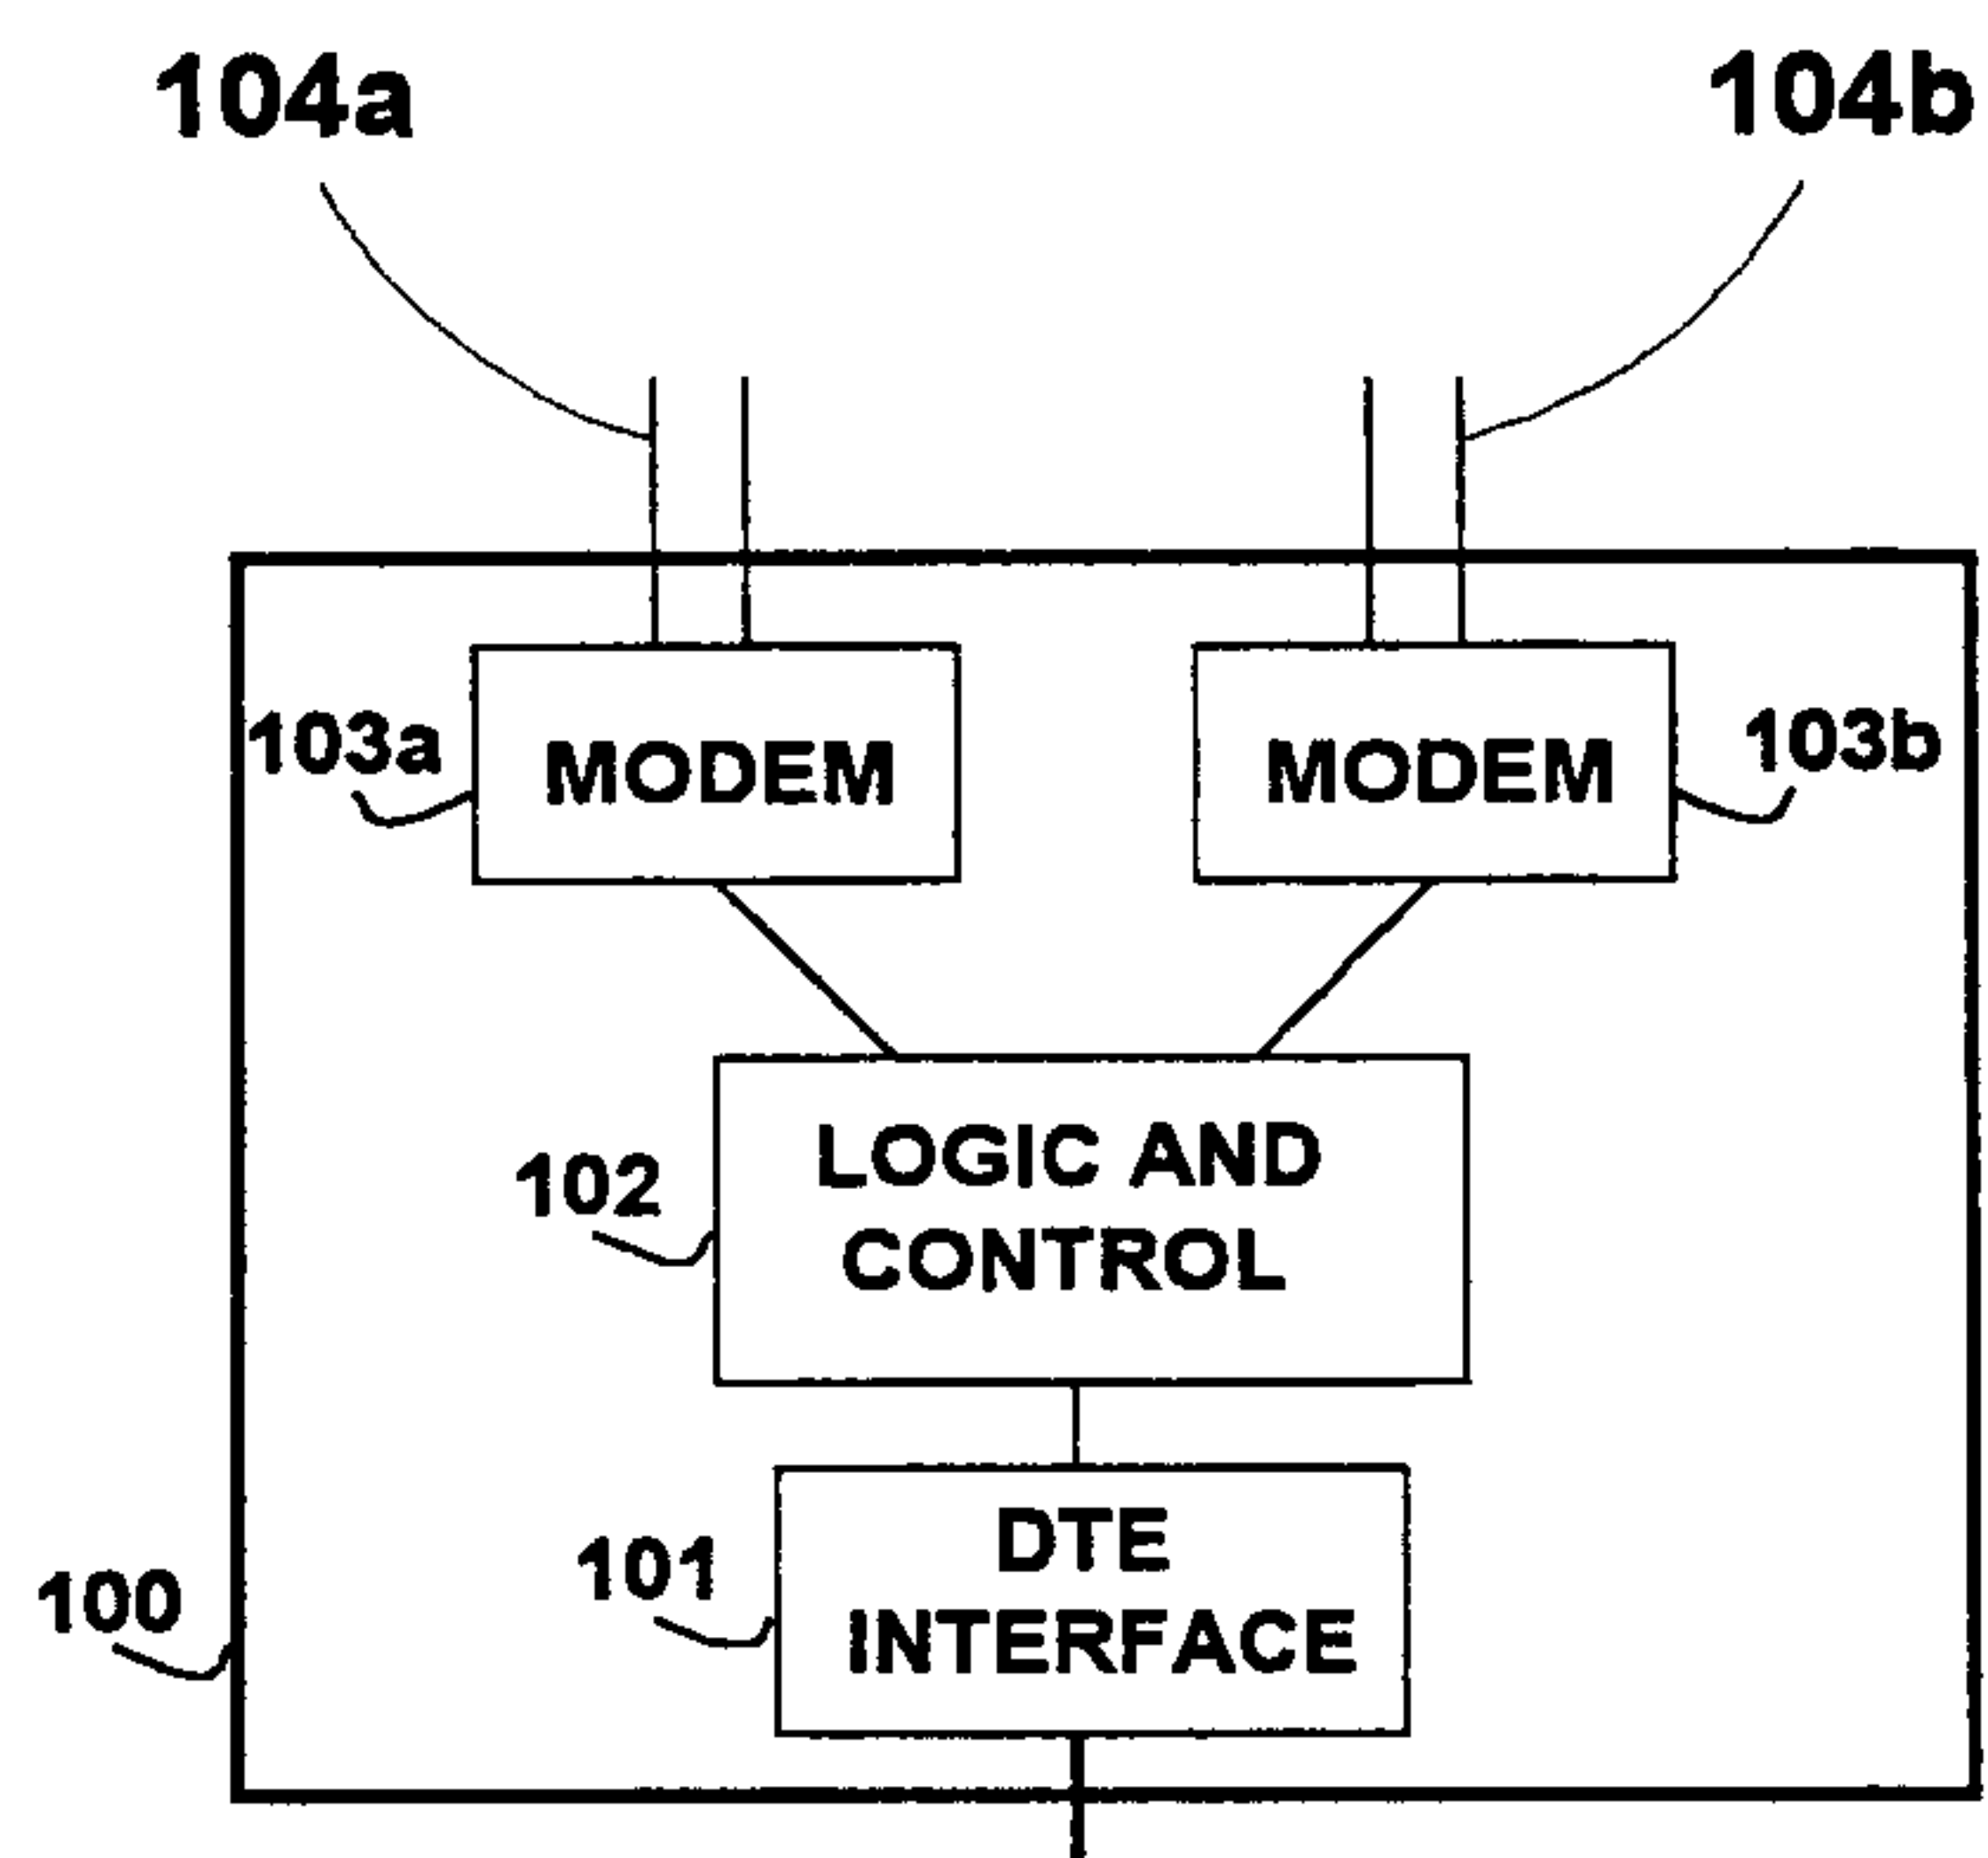 104a
104b
103a
MODEM
MODEM
103b
102
LOGIC AND
CONTROL
101
DTE
INTERFACE
100